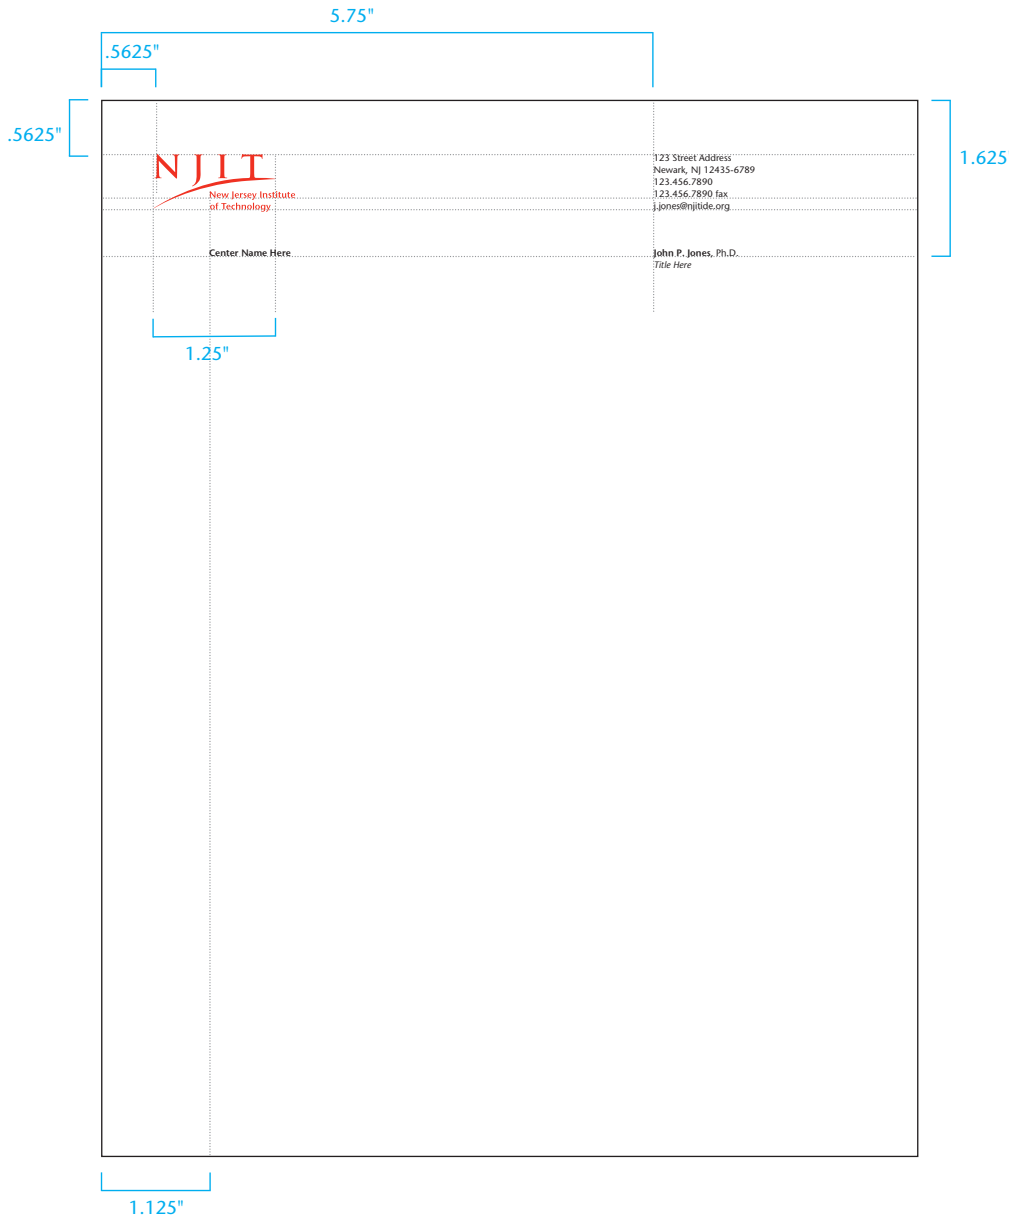 5.75"
.5625"
.5625"
1.625"
N J I T
New Jersey Institute
of Technology
123 Street Address
Newark, NJ 12435-6789
123.456.7890
123.456.7890 fax
j.jones@njitide.org
Center Name Here
John P. Jones, Ph.D.
Title Here
1.25"
1.125"